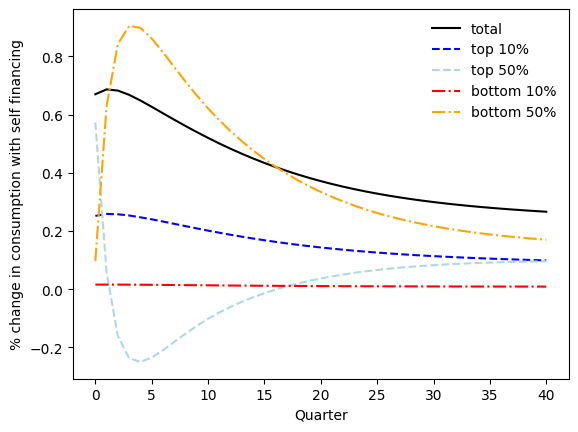 % change in consumption with self financing
0.8
0.6
0.4
0.2
0.0
−0.2
total
top 10%
top 50%
bottom 10%
bottom 50%
0 5 10 15 20 25 30 35 40
Quarter